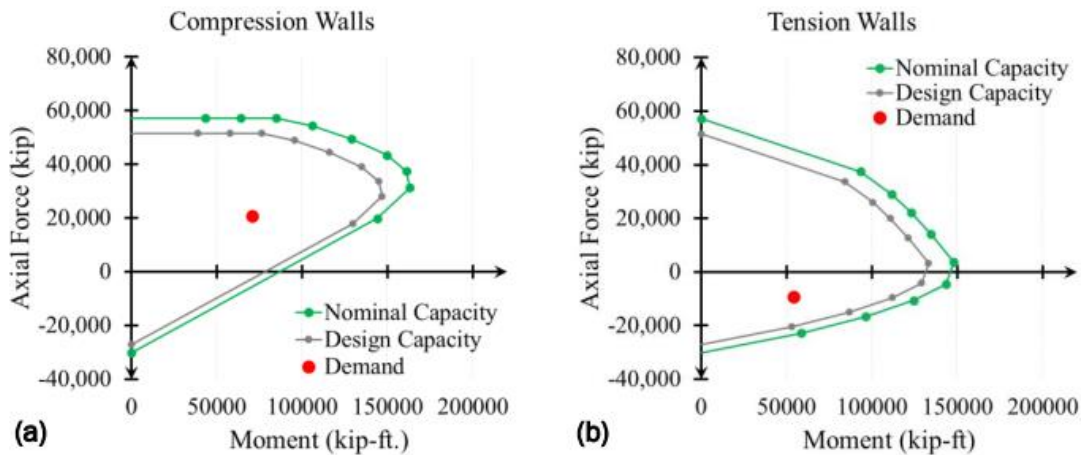 Compression Walls
80,000
60,000
40,000
20,000
0
-20,000
-40,000
Axial Force (kip)
Nominal Capacity
Design Capacity
Demand
0 50000 100000 150000 200000
Moment (kip-ft.)
(a)
Tension Walls
80,000
60,000
40,000
20,000
0
-20,000
-40,000
Axial Force (kip)
Nominal Capacity
Design Capacity
Demand
0 50000 100000 150000 200000
Moment (kip-ft)
(b)